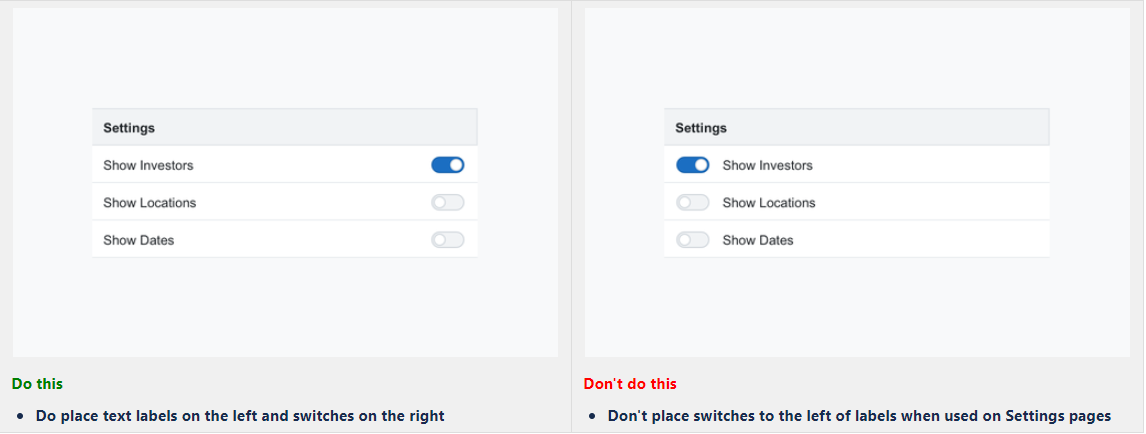 Settings
Show Investors
Show Locations
Show Dates
Do this
• Do place text labels on the left and switches on the right
Settings
Show Investors
Show Locations
Show Dates
Don't do this
• Don't place switches to the left of labels when used on Settings pages